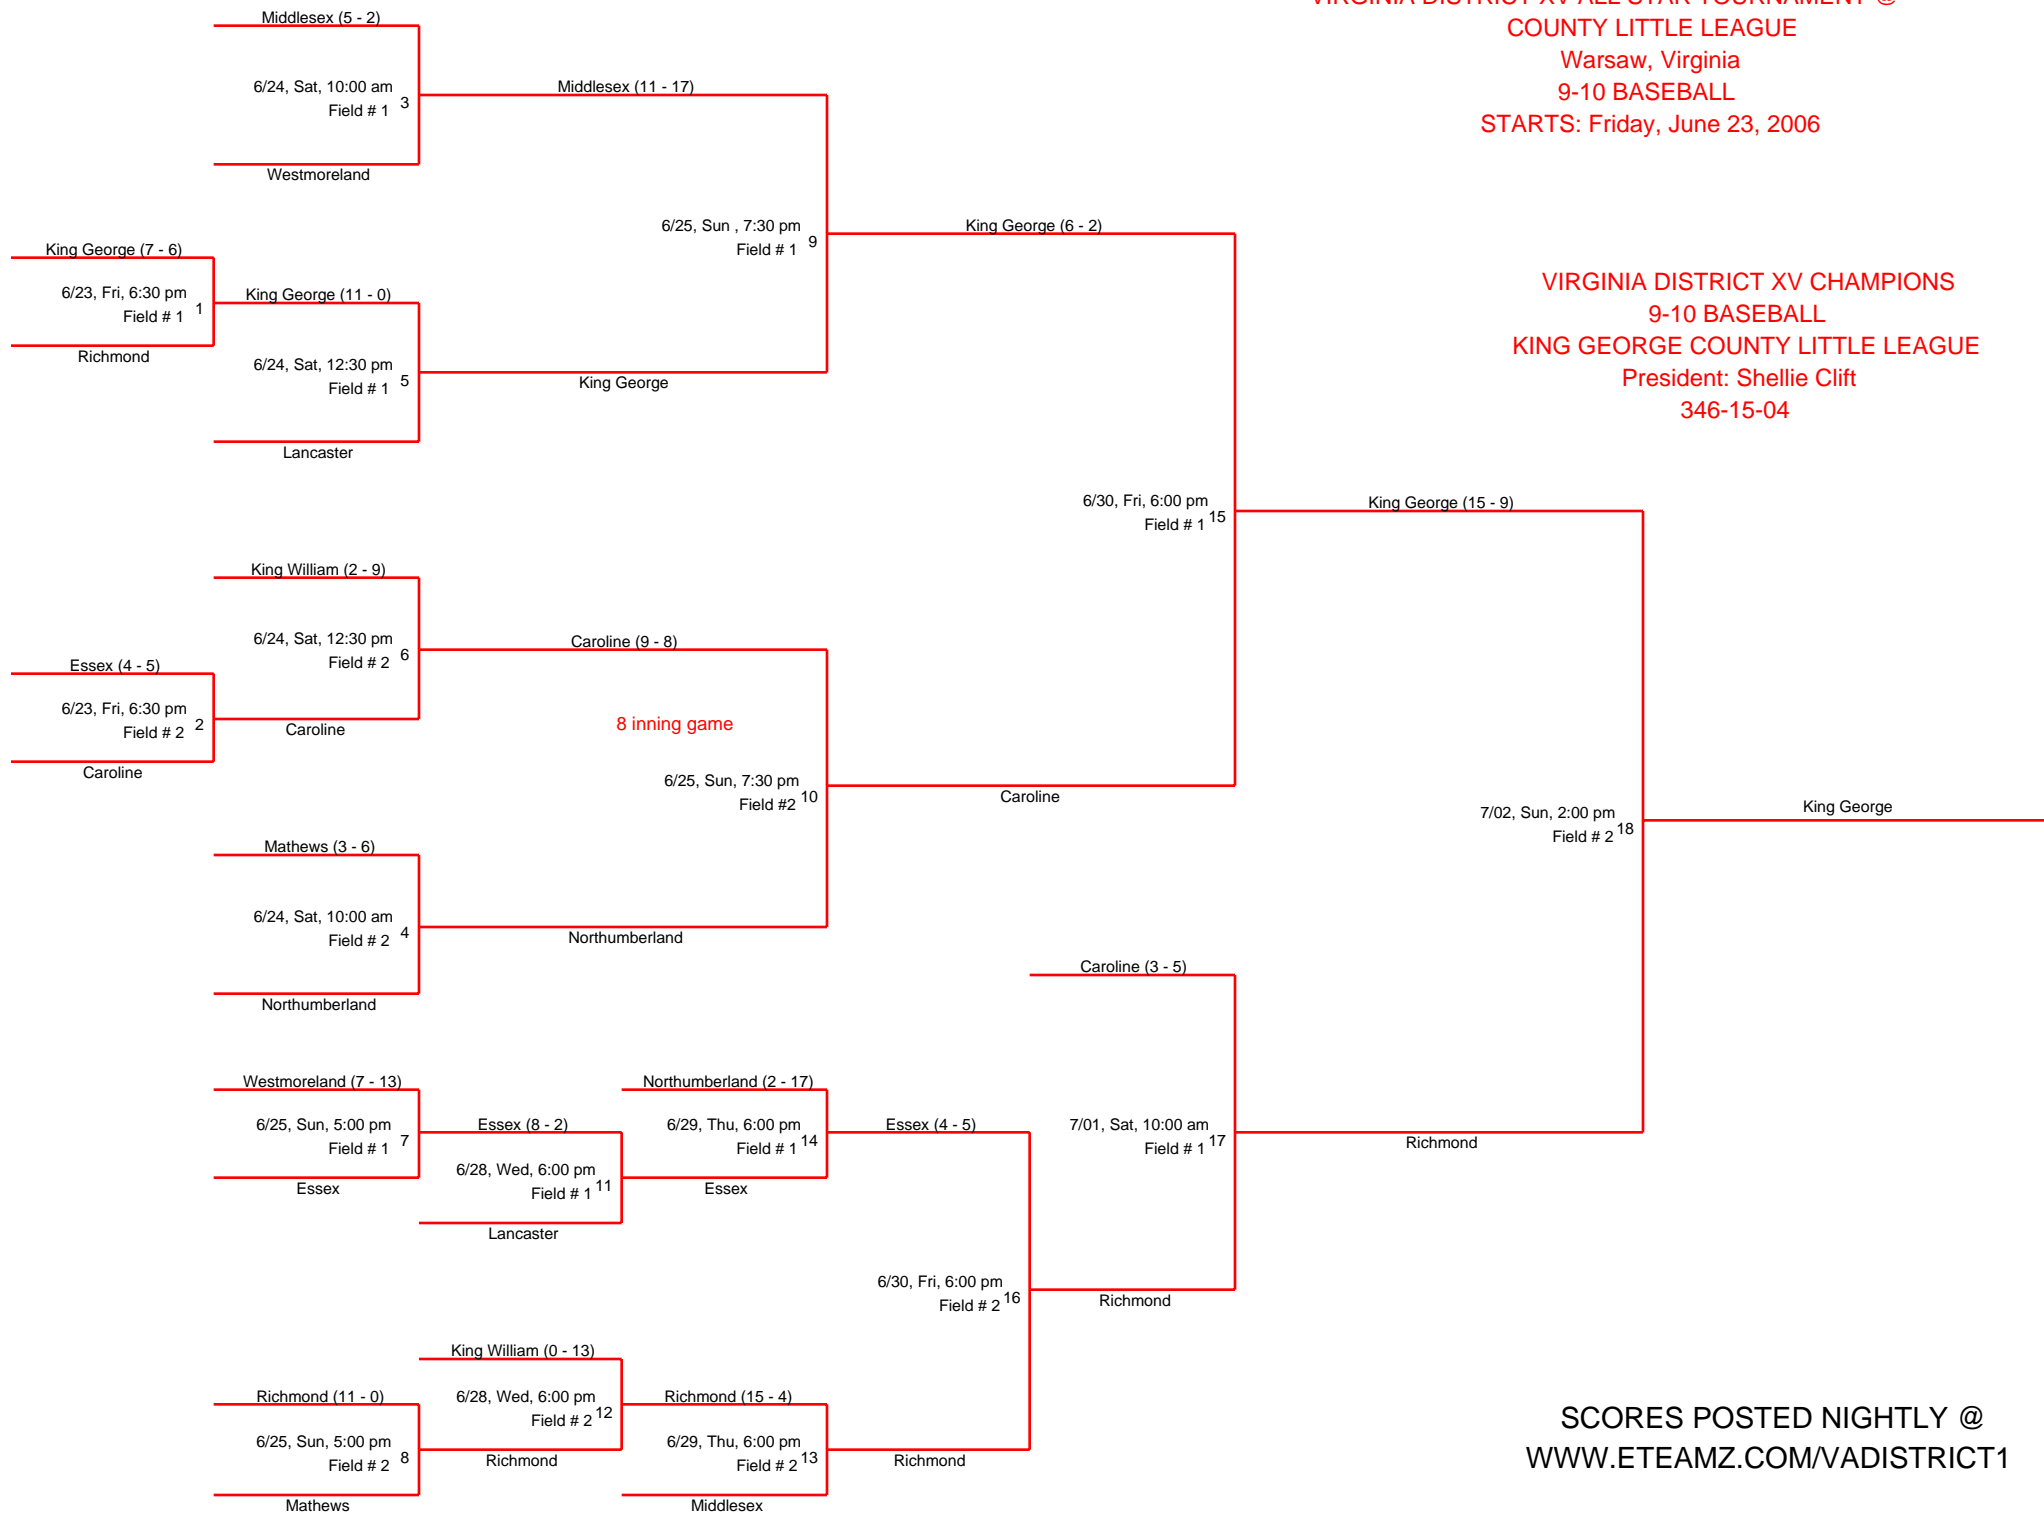 VIRGINIA DISTRICT XV ALL STAR TOURNAMENT @
COUNTY LITTLE LEAGUE
Warsaw, Virginia
9-10 BASEBALL
STARTS: Friday, June 23, 2006
Middlesex (5 - 2)
6/24, Sat, 10:00 am
Field # 1
3
Westmoreland
Middlesex (11 - 17)
6/25, Sun , 7:30 pm
Field # 1
9
King George (6 - 2)
King George (7 - 6)
6/23, Fri, 6:30 pm
Field # 1
1
Richmond
King George (11 - 0)
6/24, Sat, 12:30 pm
Field # 1
5
Lancaster
King George
VIRGINIA DISTRICT XV CHAMPIONS
9-10 BASEBALL
KING GEORGE COUNTY LITTLE LEAGUE
President: Shellie Clift
346-15-04
6/30, Fri, 6:00 pm
Field # 1
15
King George (15 - 9)
King William (2 - 9)
6/24, Sat, 12:30 pm
Field # 2
6
Caroline (9 - 8)
Essex (4 - 5)
6/23, Fri, 6:30 pm
Field # 2
2
Caroline
Caroline
8 inning game
6/25, Sun, 7:30 pm
Field #2
10
Caroline
7/02, Sun, 2:00 pm
Field # 2
18
King George
Mathews (3 - 6)
6/24, Sat, 10:00 am
Field # 2
4
Northumberland
Northumberland
Caroline (3 - 5)
Westmoreland (7 - 13)
6/25, Sun, 5:00 pm
Field # 1
7
Essex
Essex (8 - 2)
6/28, Wed, 6:00 pm
Field # 1
11
Lancaster
Northumberland (2 - 17)
6/29, Thu, 6:00 pm
Field # 1
14
Essex
Essex (4 - 5)
7/01, Sat, 10:00 am
Field # 1
17
Richmond
6/30, Fri, 6:00 pm
Field # 2
16
Richmond
King William (0 - 13)
6/28, Wed, 6:00 pm
Field # 2
12
Richmond (11 - 0)
6/25, Sun, 5:00 pm
Field # 2
8
Mathews
Richmond
Richmond (15 - 4)
6/29, Thu, 6:00 pm
Field # 2
13
Middlesex
Richmond
SCORES POSTED NIGHTLY @
WWW.ETEAMZ.COM/VADISTRICT1